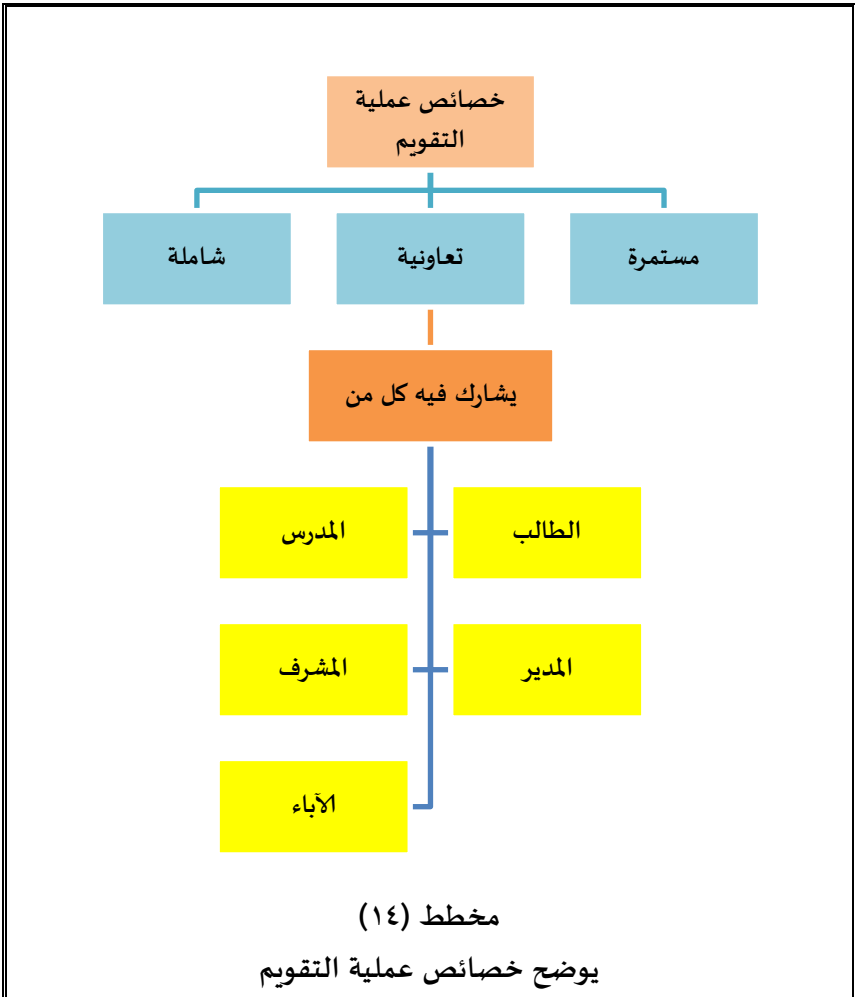 خصائص عملية
التقويم
مستمرة
تعاونية
شاملة
يشارك فيه كل من
الطالب
المدرس
المدير
المشرف
الآباء
مخطط (١٤)
يوضح خصائص عملية التقويم